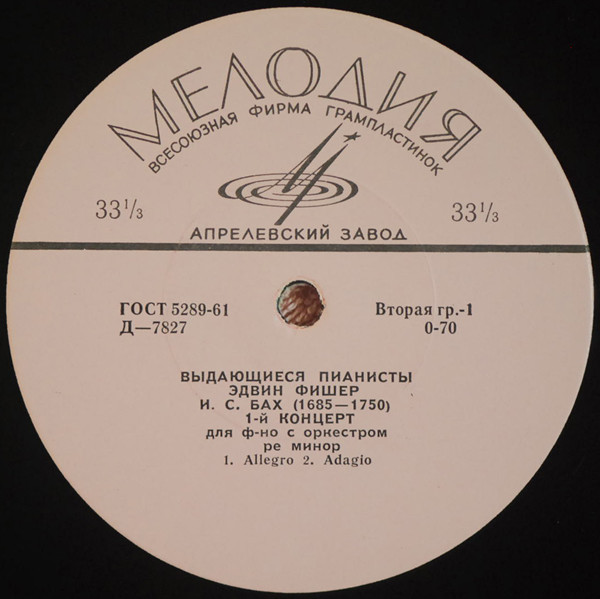 МЕЛОДИЯ
ВСЕСОЮЗНАЯ ФИРМА ГРАМПЛАСТИНОК
33⅓ 33⅓
АПРЕЛЕВСКИЙ ЗАВОД
ГОСТ 5289-61 Вторая гр.-1
Д—7827 0-70
ВЫДАЮЩИЕСЯ ПИАНИСТЫ
ЭДВИН ФИШЕР
И. С. БАХ (1685—1750)
1-й КОНЦЕРТ
для ф-но с оркестром
ре минор
1. Allegro 2. Adagio